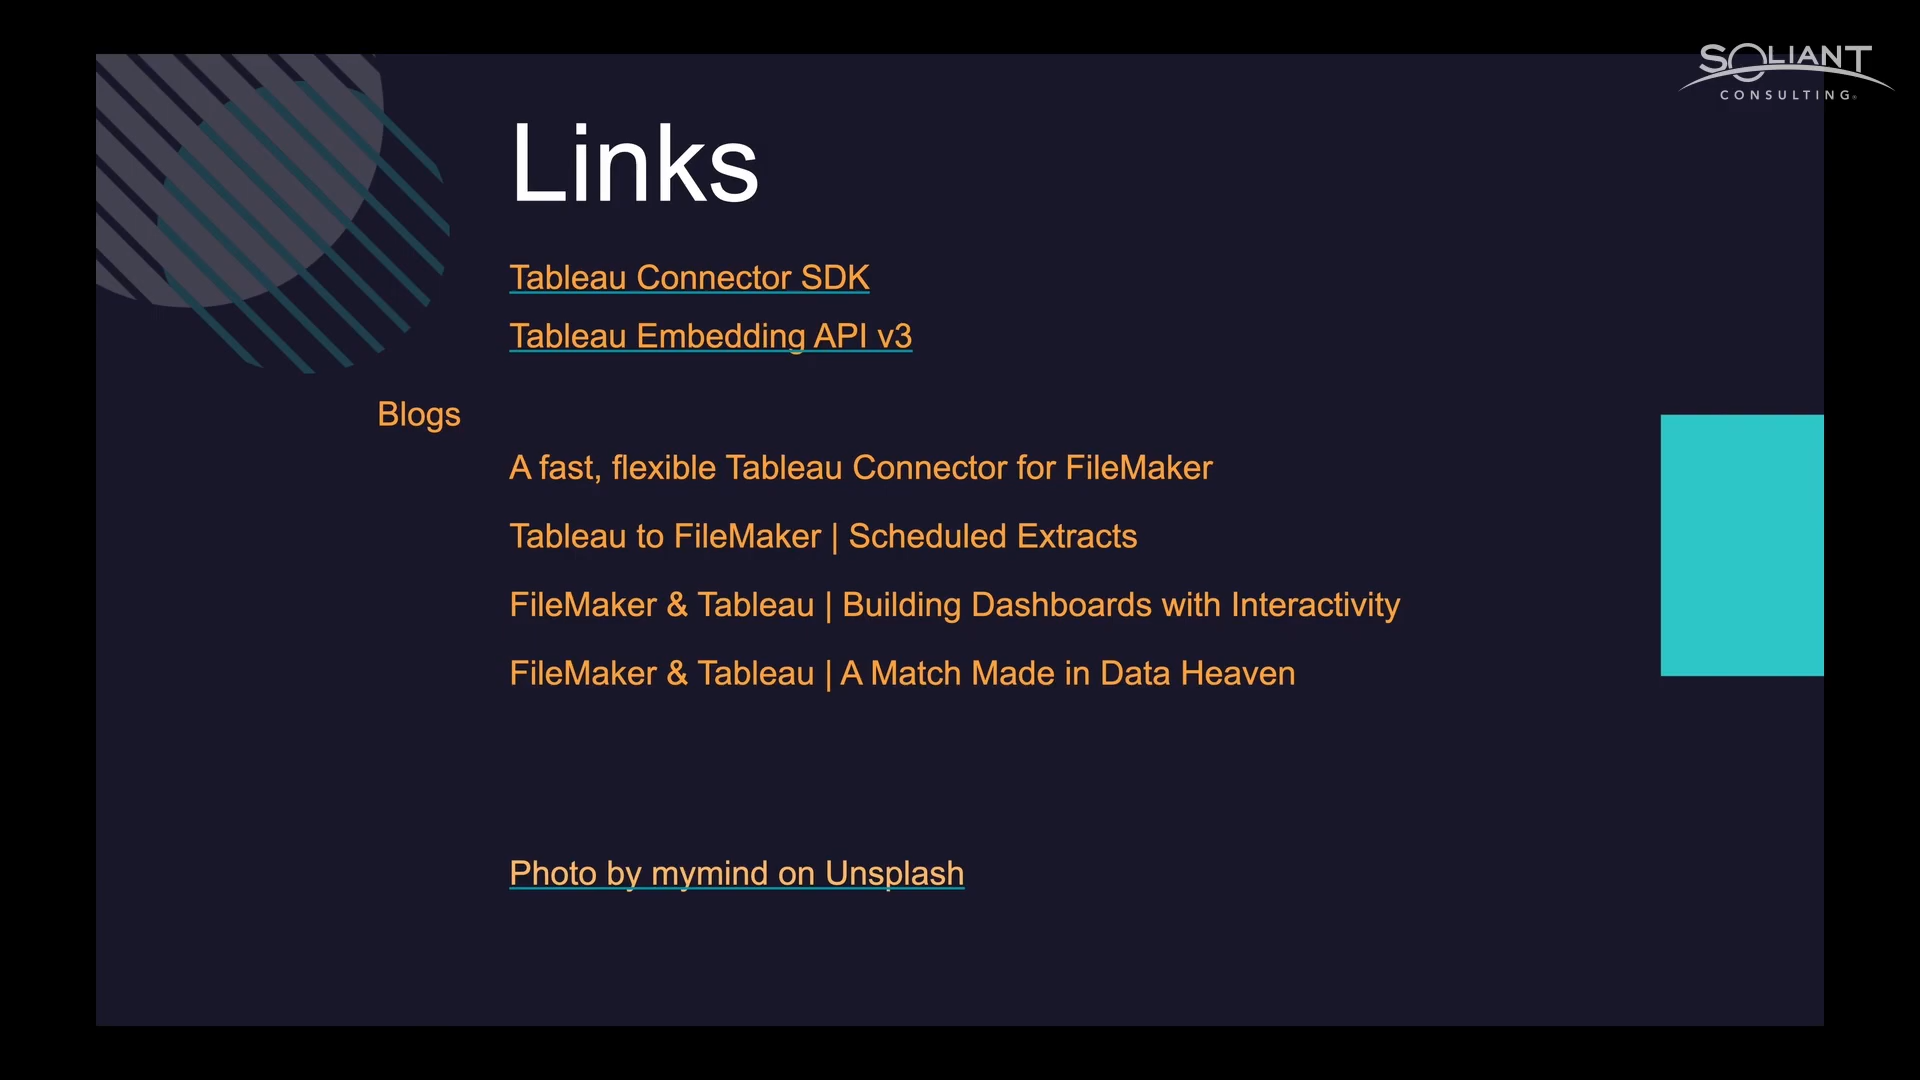 SOLIANT
CONSULTING®
Links
Tableau Connector SDK
Tableau Embedding API v3
Blogs
A fast, flexible Tableau Connector for FileMaker
Tableau to FileMaker | Scheduled Extracts
FileMaker & Tableau | Building Dashboards with Interactivity
FileMaker & Tableau | A Match Made in Data Heaven
Photo by mymind on Unsplash